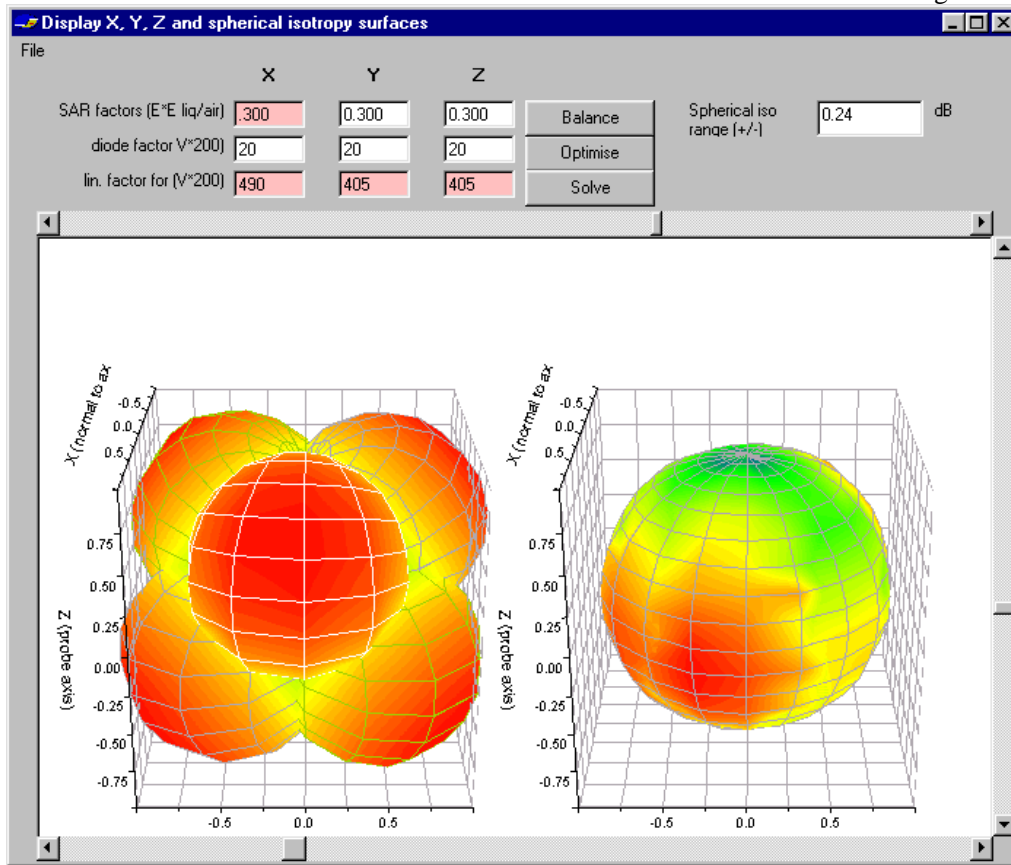 Display X, Y, Z and spherical isotropy surfaces
File
X Y Z
SAR factors (E*E liq/air) .300 0.300 0.300 Balance Spherical iso range (+/-) 0.24 dB
diode factor V*200) 20 20 20 Optimise
lin. factor for (V*200) 490 405 405 Solve
X (normal to ax
-0.5
0.0
0.5
0.75
0.50
0.25
0.00
-0.25
-0.50
-0.75
Z (probe axis)
-0.5 0.0 0.5
X (normal to ax
-0.5
0.0
0.5
0.75
0.50
0.25
0.00
-0.25
-0.50
-0.75
Z (probe axis)
-0.5 0.0 0.5